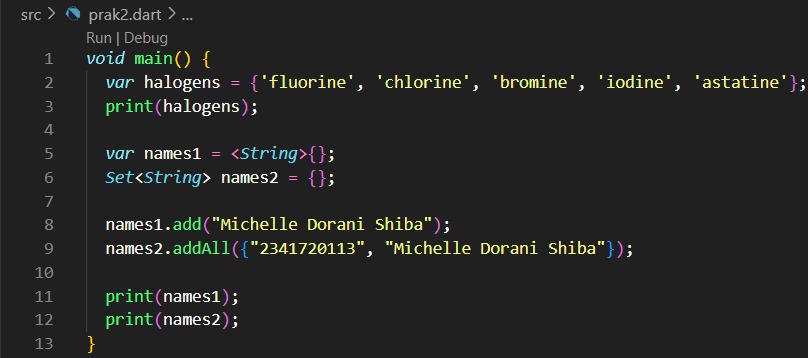 src > prak2.dart > ...
Run | Debug
1 void main() {
2   var halogens = {'fluorine', 'chlorine', 'bromine', 'iodine', 'astatine'};
3   print(halogens);
4
5   var names1 = <String>{};
6   Set<String> names2 = {};
7
8   names1.add("Michelle Dorani Shiba");
9   names2.addAll({"2341720113", "Michelle Dorani Shiba"});
10
11   print(names1);
12   print(names2);
13 }